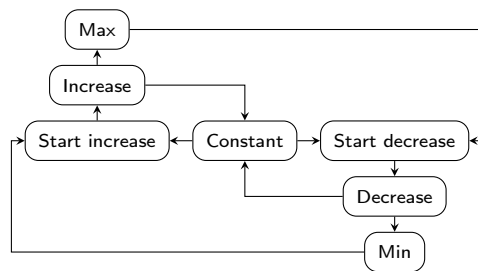 Max
Increase
Start increase
Constant
Start decrease
Decrease
Min